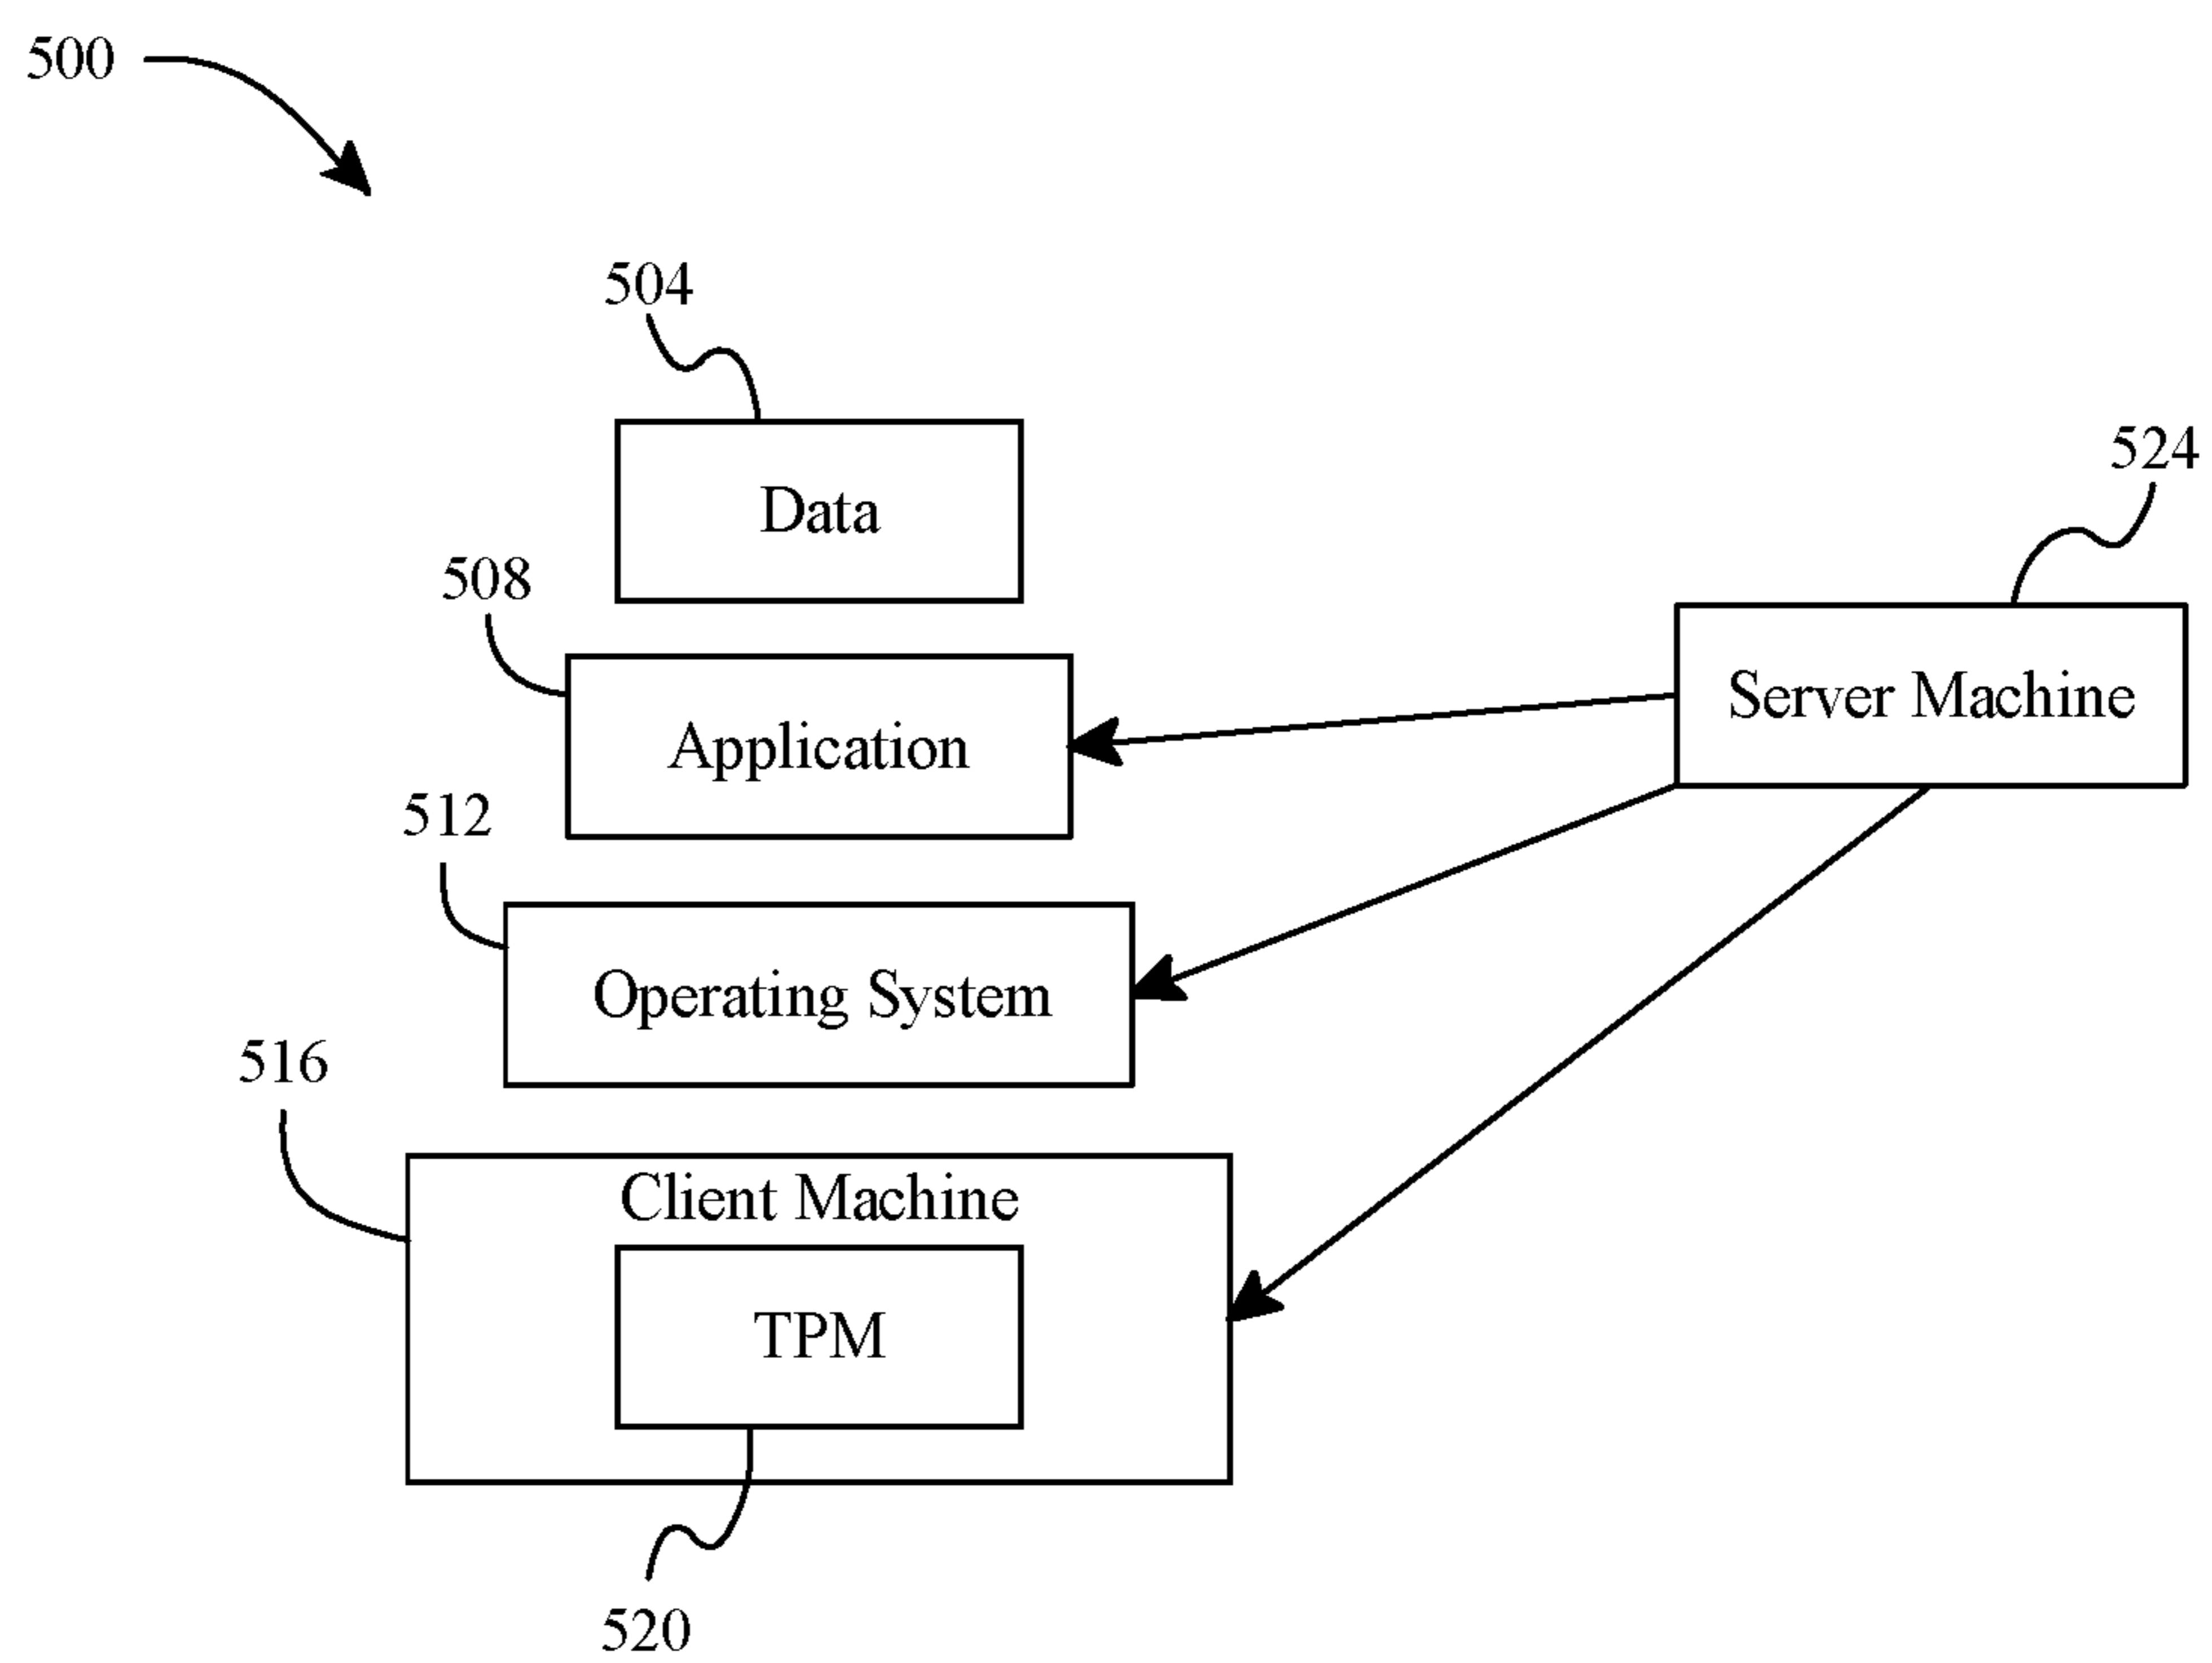 500
504
Data
524
508
Server Machine
Application
512
Operating System
516
Client Machine
TPM
520